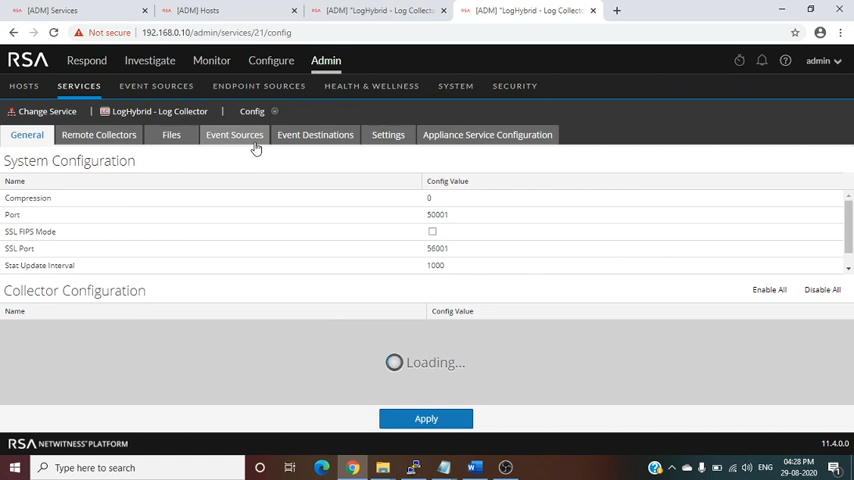 [ADM] Services
[ADM] Hosts
[ADM] "LogHybrid - Log Collector
[ADM] "LogHybrid - Log Collector
Not secure
192.168.0.10/admin/services/21/config
RSA Respond Investigate Monitor Configure Admin
admin
HOSTS SERVICES EVENT SOURCES ENDPOINT SOURCES HEALTH & WELLNESS SYSTEM SECURITY
Change Service LogHybrid - Log Collector Config
General Remote Collectors Files Event Sources Event Destinations Settings Appliance Service Configuration
System Configuration
Name Config Value
Compression 0
Port 50001
SSL FIPS Mode
SSL Port 56001
Stat Update Interval 1000
Collector Configuration Enable All Disable All
Name Config Value
Loading...
Apply
RSA NETWITNESS PLATFORM 11.4.0.0
Type here to search
ENG
04:28 PM
29-08-2020